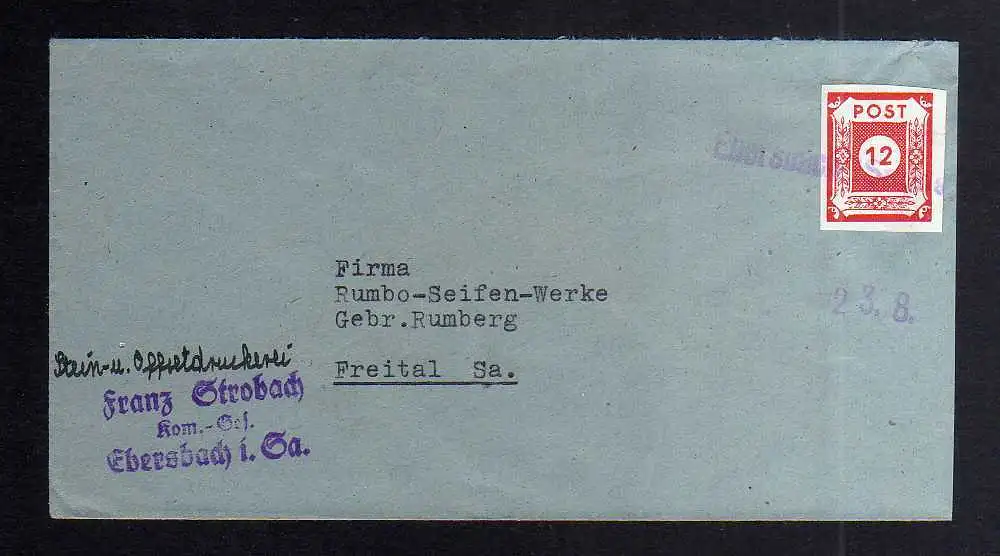 POST
12
23.8.
Firma
Rumbo-Seifen-Werke
Gebr.Rumberg
Freital Sa.
Stein-u. Offsetdruckerei
Franz Strobach
Kom.-Ges.
Ebersbach i. Sa.